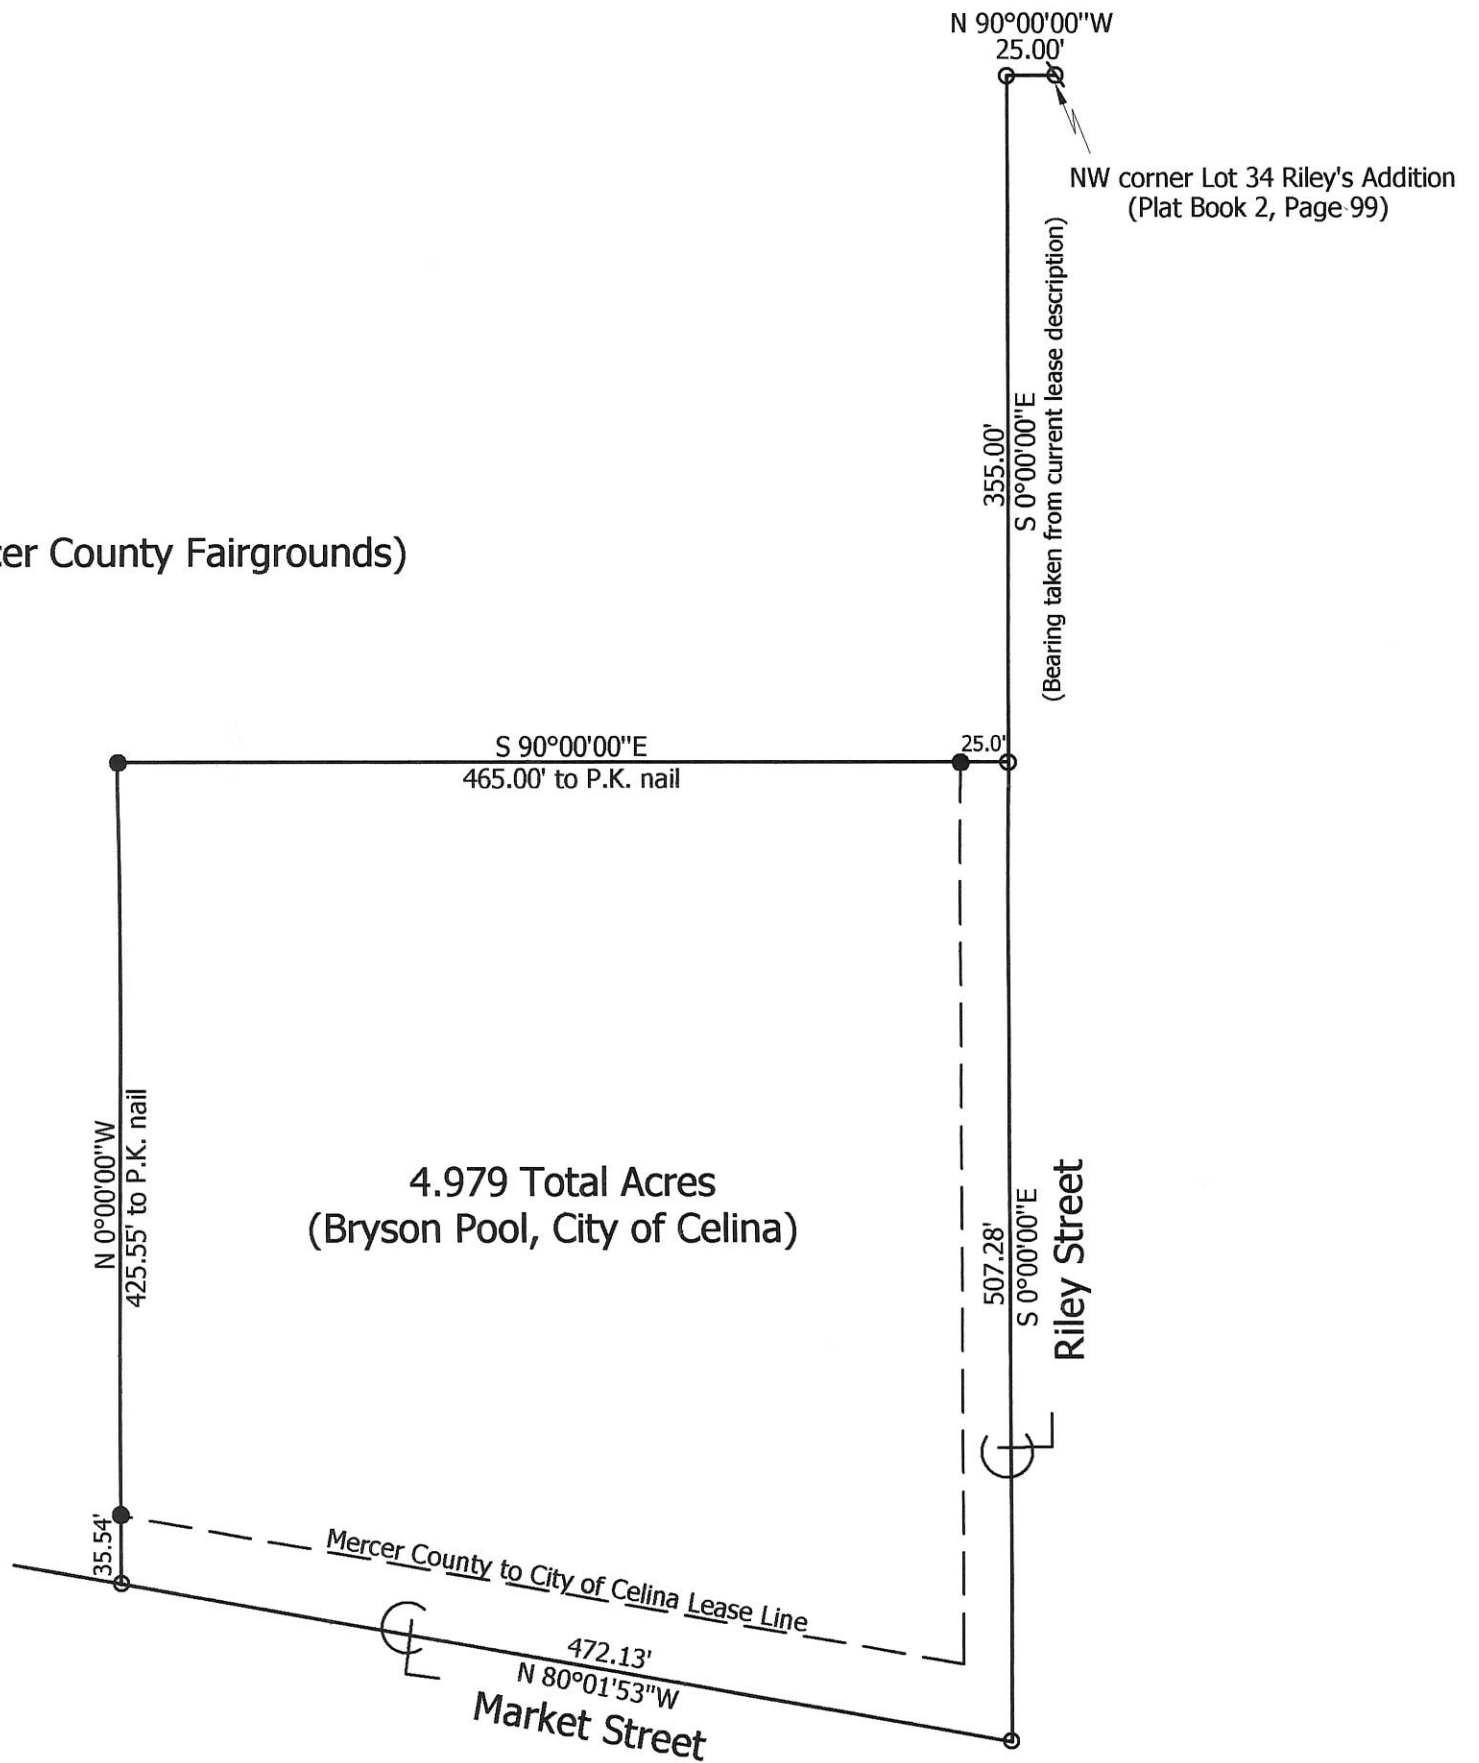 N 90°00'00"W
25.00'
NW corner Lot 34 Riley's Addition
(Plat Book 2, Page 99)
355.00'
S 0°00'00"E
(Bearing taken from current lease description)
County Fairgrounds)
S 90°00'00"E
465.00' to P.K. nail
25.0'
N 0°00'00"W
425.55' to P.K. nail
4.979 Total Acres
(Bryson Pool, City of Celina)
507.28'
S 0°00'00"E
Riley Street
35.54'
Mercer County to City of Celina Lease Line
472.13'
N 80°01'53"W
Market Street